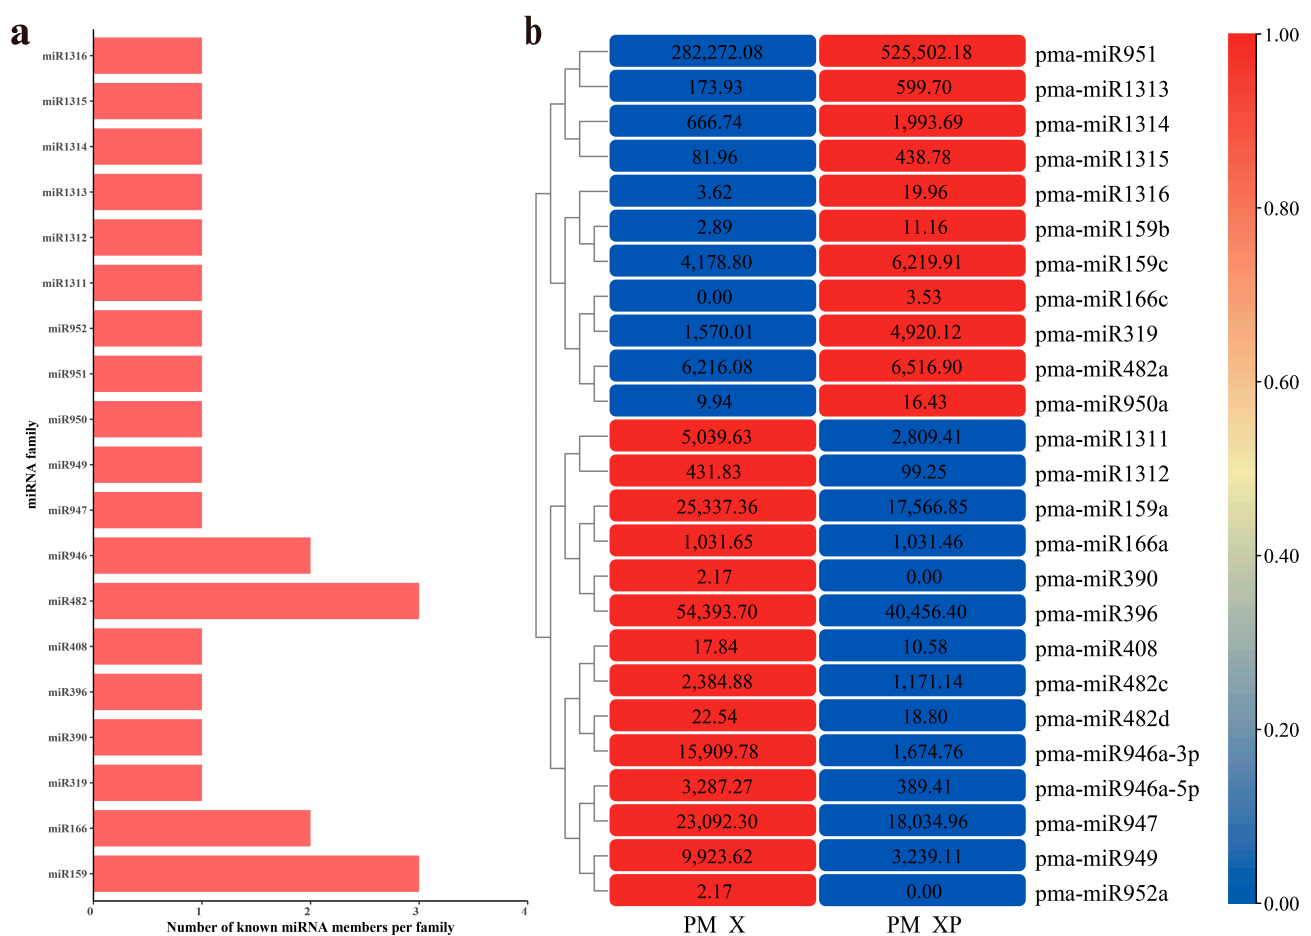 a
miRNA family
miR1316
miR1315
miR1314
miR1313
miR1312
miR1311
miR952
miR951
miR950
miR949
miR947
miR946
miR482
miR408
miR396
miR390
miR319
miR166
miR159
0 1 2 3 4
Number of known miRNA members per family
b
282,272.08 525,502.18 pma-miR951
173.93 599.70 pma-miR1313
666.74 1,993.69 pma-miR1314
81.96 438.78 pma-miR1315
3.62 19.96 pma-miR1316
2.89 11.16 pma-miR159b
4,178.80 6,219.91 pma-miR159c
0.00 3.53 pma-miR166c
1,570.01 4,920.12 pma-miR319
6,216.08 6,516.90 pma-miR482a
9.94 16.43 pma-miR950a
5,039.63 2,809.41 pma-miR1311
431.83 99.25 pma-miR1312
25,337.36 17,566.85 pma-miR159a
1,031.65 1,031.46 pma-miR166a
2.17 0.00 pma-miR390
54,393.70 40,456.40 pma-miR396
17.84 10.58 pma-miR408
2,384.88 1,171.14 pma-miR482c
22.54 18.80 pma-miR482d
15,909.78 1,674.76 pma-miR946a-3p
3,287.27 389.41 pma-miR946a-5p
23,092.30 18,034.96 pma-miR947
9,923.62 3,239.11 pma-miR949
2.17 0.00 pma-miR952a
PM_X PM_XP
1.00
0.80
0.60
0.40
0.20
0.00